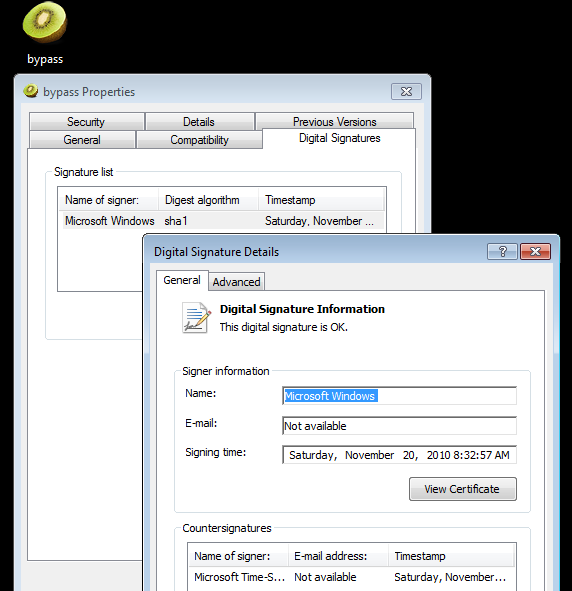 bypass
bypass Properties
Security Details Previous Versions
General Compatibility Digital Signatures
Signature list
Name of signer: Digest algorithm Timestamp
Microsoft Windows sha1 Saturday, November ...
Digital Signature Details
General Advanced
Digital Signature Information
This digital signature is OK.
Signer information
Name: Microsoft Windows
E-mail: Not available
Signing time: Saturday, November 20, 2010 8:32:57 AM
View Certificate
Countersignatures
Name of signer: E-mail address: Timestamp
Microsoft Time-S... Not available Saturday, November...